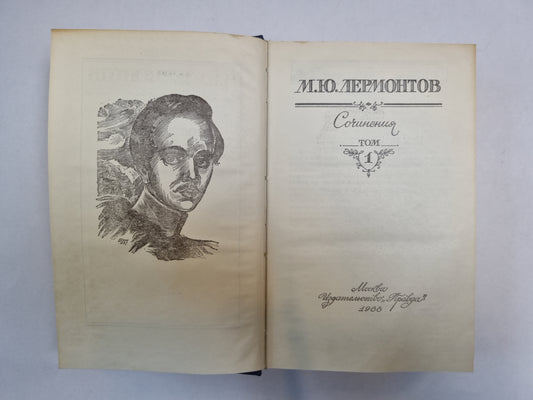 М.Ю. ЛЕРМОНТОВ
Сочинения
ТОМ
1
Москва
Издательство „Правда“
1986